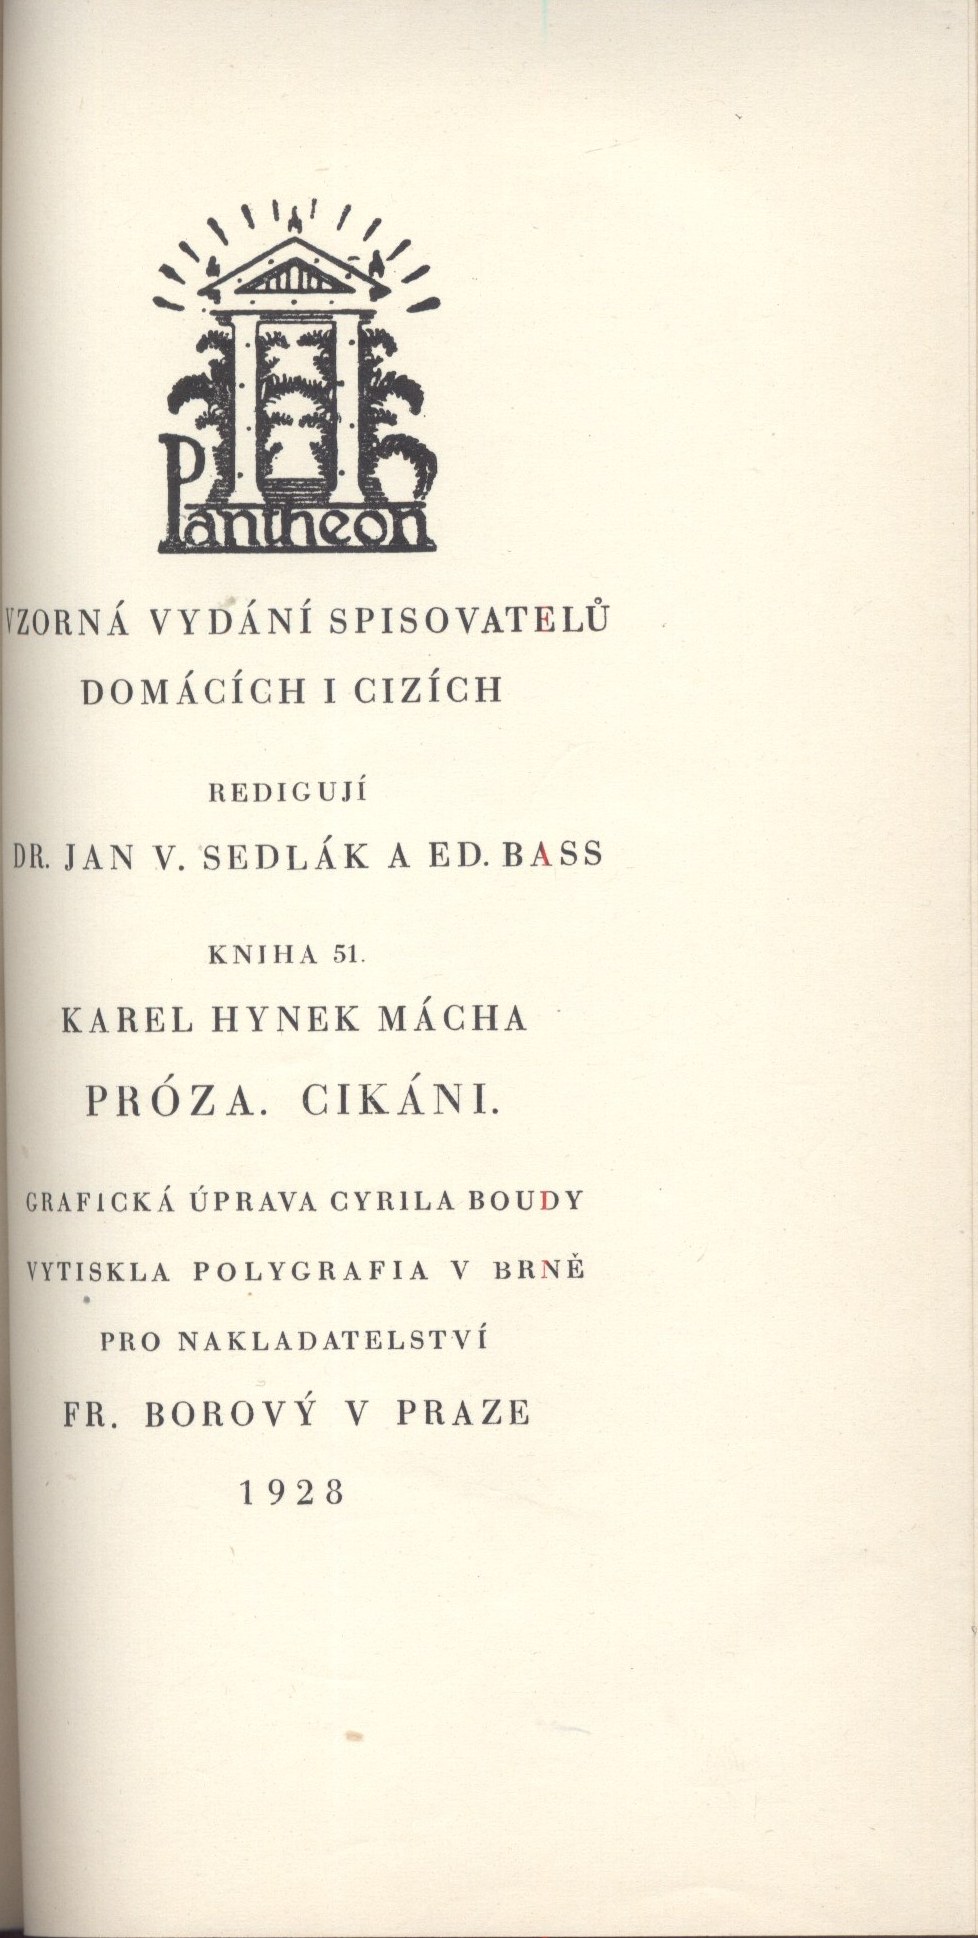 Pantheon
VZORNÁ VYDÁNÍ SPISOVATELŮ
DOMÁCÍCH I CIZÍCH
REDIGUJÍ
DR. JAN V. SEDLÁK A ED. BASS
KNIHA 51.
KAREL HYNEK MÁCHA
PRÓZA. CIKÁNI.
GRAFICKÁ ÚPRAVA CYRILA BOUDY
VYTISKLA POLYGRAFIA V BRNĚ
PRO NAKLADATELSTVÍ
FR. BOROVÝ V PRAZE
1928